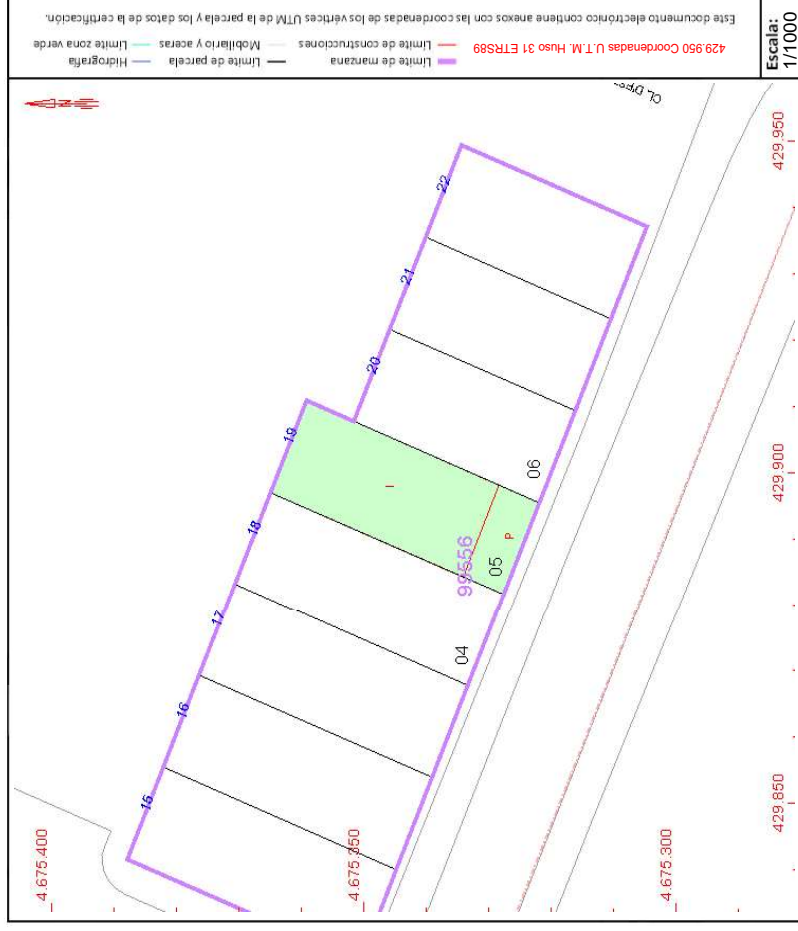 Este documento electrónico contiene anexos con las coordenadas de los vértices UTM de la parcela y los datos de la certificación.
429.950 Coordenadas U.T.M. Huso 31 ETRS89
Límite de manzana
Límite de construcciones
Límite de parcela
Mobiliario y aceras
Hidrografía
Límite zona verde
Escala:
1/1000
4.675.400
4.675.350
4.675.300
429.850
429.900
429.950
15
16
17
18
19
20
21
22
I
P
99556
04
05
06